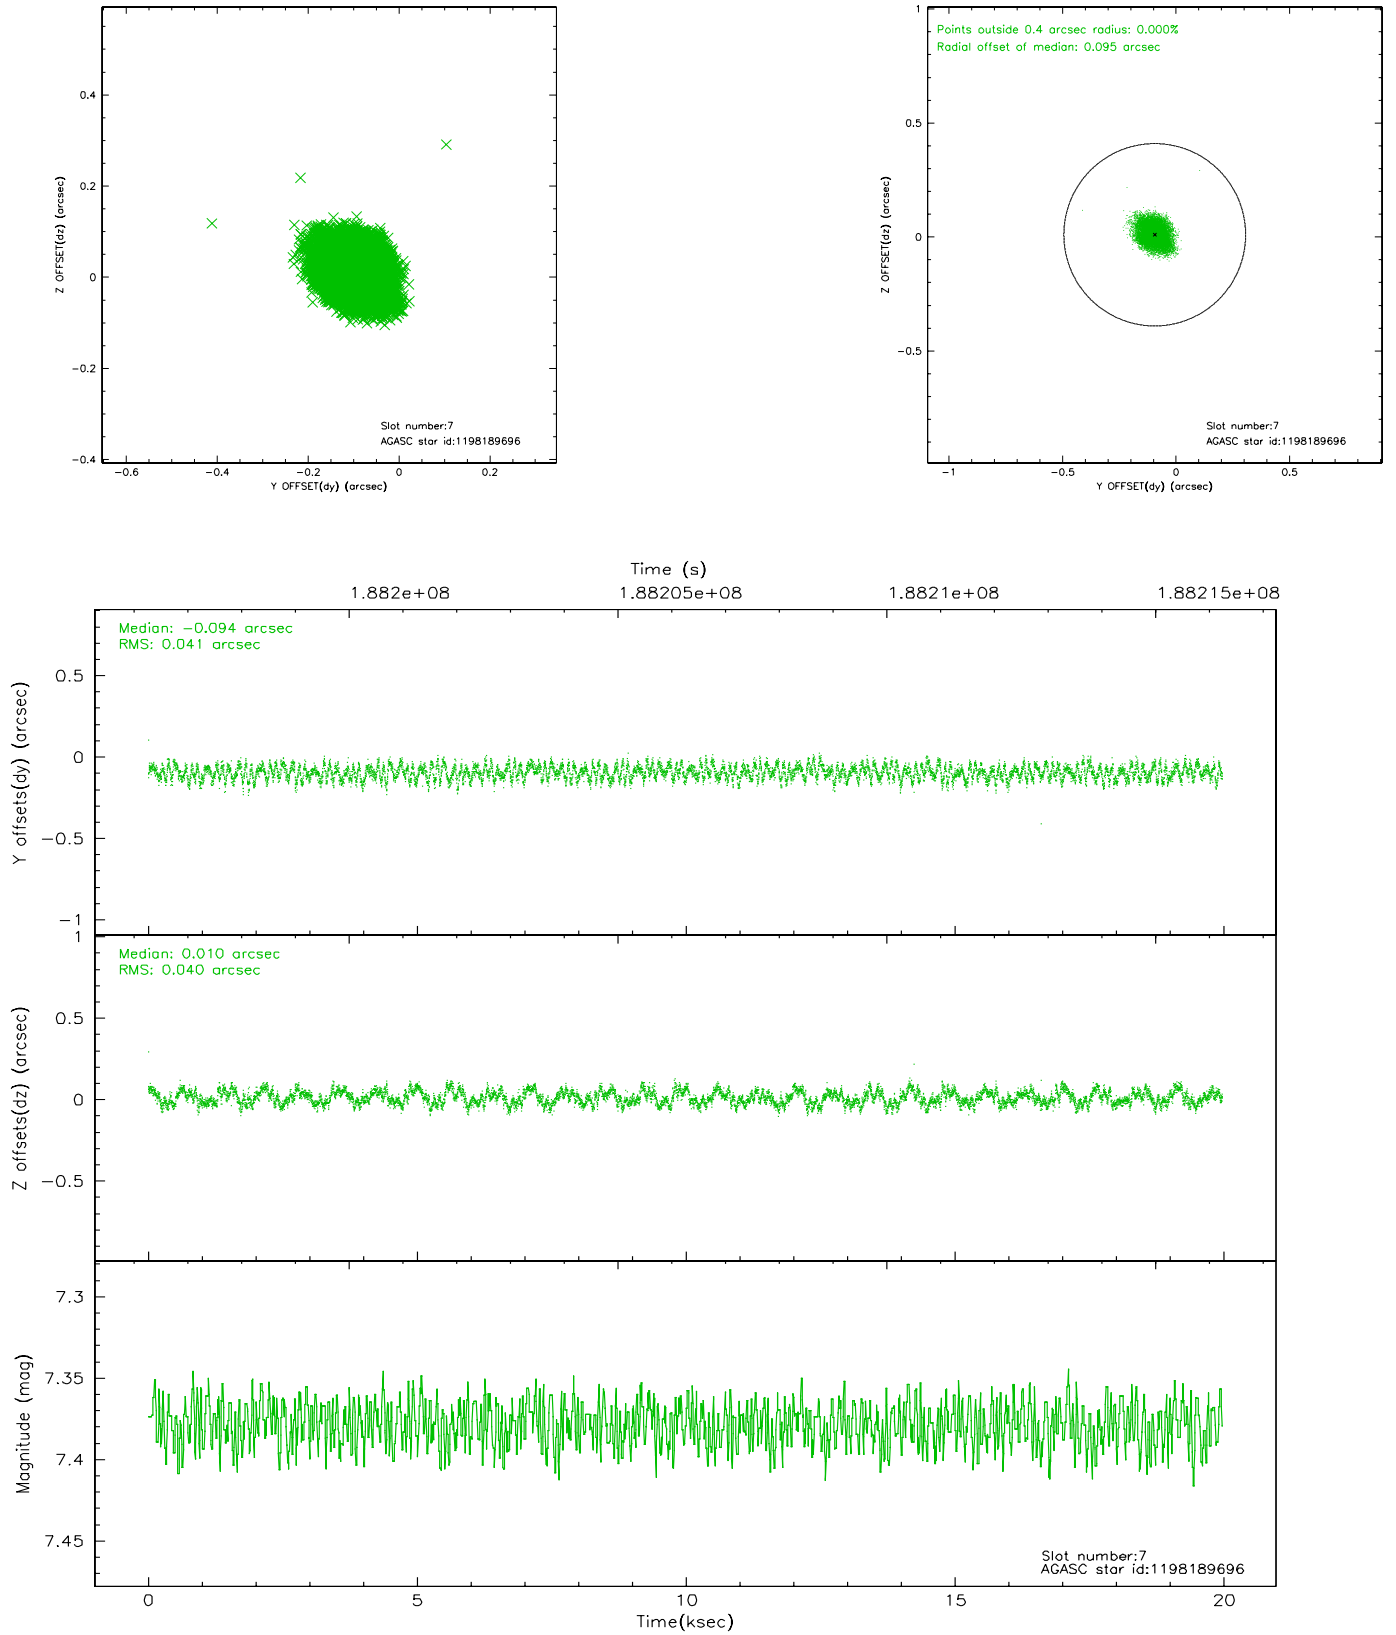 0.4
0.2
0
−0.2
−0.4
−0.6
−0.4
−0.2
0
0.2
Z OFFSET(dz) (arcsec)
Y OFFSET(dy) (arcsec)
Slot number:7
AGASC star id:1198189696
Points outside 0.4 arcsec radius: 0.000%
Radial offset of median: 0.095 arcsec
1
0.5
0
−0.5
−1
−0.5
0
0.5
Z OFFSET(dz) (arcsec)
Y OFFSET(dy) (arcsec)
Slot number:7
AGASC star id:1198189696
Time (s)
1.882e+08
1.88205e+08
1.8821e+08
1.88215e+08
Median: −0.094 arcsec
RMS: 0.041 arcsec
0.5
0
−0.5
−1
Y offsets(dy) (arcsec)
Median: 0.010 arcsec
RMS: 0.040 arcsec
1
0.5
0
−0.5
Z offsets(dz) (arcsec)
7.3
7.35
7.4
7.45
Magnitude (mag)
Slot number:7
AGASC star id:1198189696
0
5
10
15
20
Time(ksec)